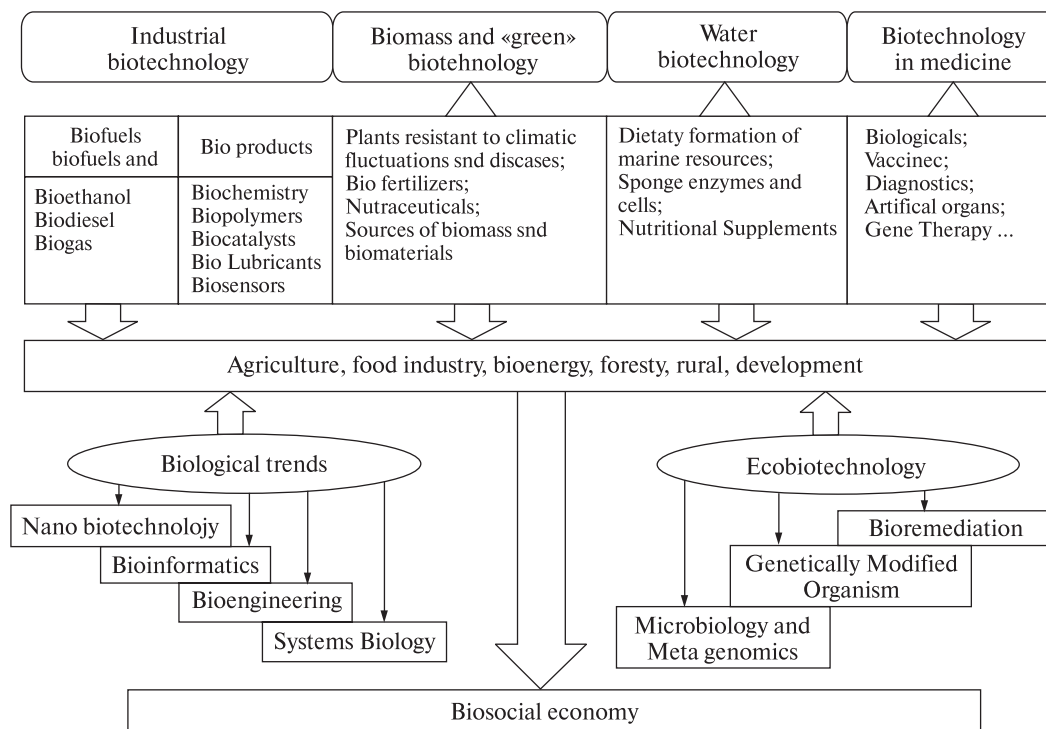 Industrial
biotechnology
Biomass and «green»
biotehnology
Water
biotechnology
Biotechnology
in medicine
Biofuels
biofuels and
Bioethanol
Biodiesel
Biogas
Bio products
Biochemistry
Biopolymers
Biocatalysts
Bio Lubricants
Biosensors
Plants resistant to climatic
fluctuations snd diseases;
Bio fertilizers;
Nutraceuticals;
Sources of biomass snd
biomaterials
Dietaty formation of
marine resources;
Sponge enzymes and
cells;
Nutritional Supplements
Biologicals;
Vaccinec;
Diagnostics;
Artifical organs;
Gene Therapy ...
Agriculture, food industry, bioenergy, foresty, rural, development
Biological trends
Nano biotechnolojy
Bioinformatics
Bioengineering
Systems Biology
Ecobiotechnology
Bioremediation
Genetically Modified
Organism
Microbiology and
Meta genomics
Biosocial economy